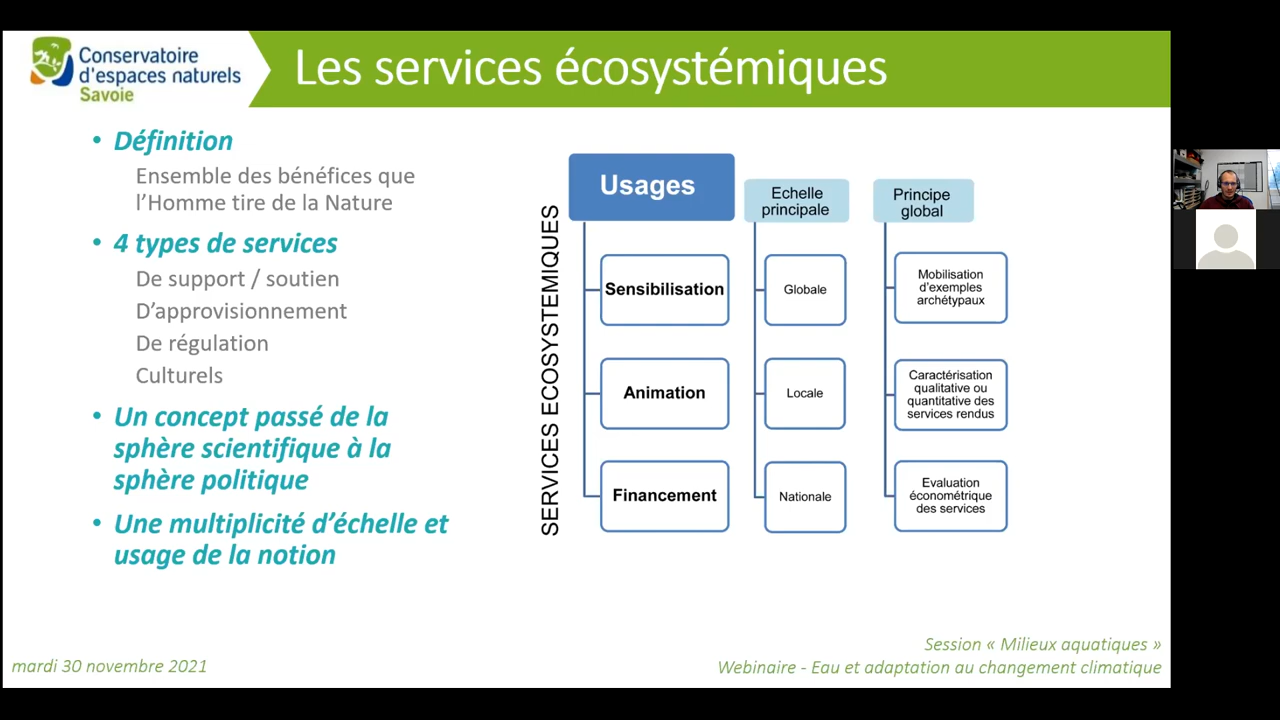 Conservatoire
d'espaces naturels
Savoie
Les services écosystémiques
• Définition
Ensemble des bénéfices que
l'Homme tire de la Nature
• 4 types de services
De support / soutien
D'approvisionnement
De régulation
Culturels
• Un concept passé de la
sphère scientifique à la
sphère politique
• Une multiplicité d'échelle et
usage de la notion
SERVICES ECOSYSTEMIQUES
Usages
Echelle
principale
Principe
global
Sensibilisation
Globale
Mobilisation
d'exemples
archétypaux
Animation
Locale
Caractérisation
qualitative ou
quantitative des
services rendus
Financement
Nationale
Evaluation
économétrique
des services
mardi 30 novembre 2021
Session « Milieux aquatiques »
Webinaire - Eau et adaptation au changement climatique